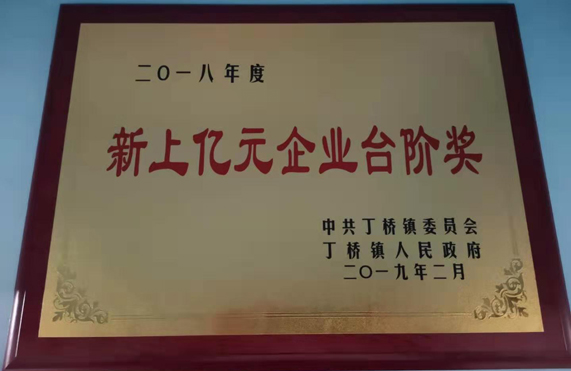 二〇一八年度
新上亿元企业台阶奖
中共丁桥镇委员会
丁桥镇人民政府
二〇一九年二月